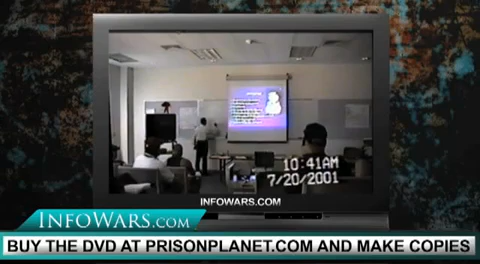 10:41AM
7/20/2001
INFOWARS.COM
INFOWARS.COM
BUY THE DVD AT PRISONPLANET.COM AND MAKE COPIES